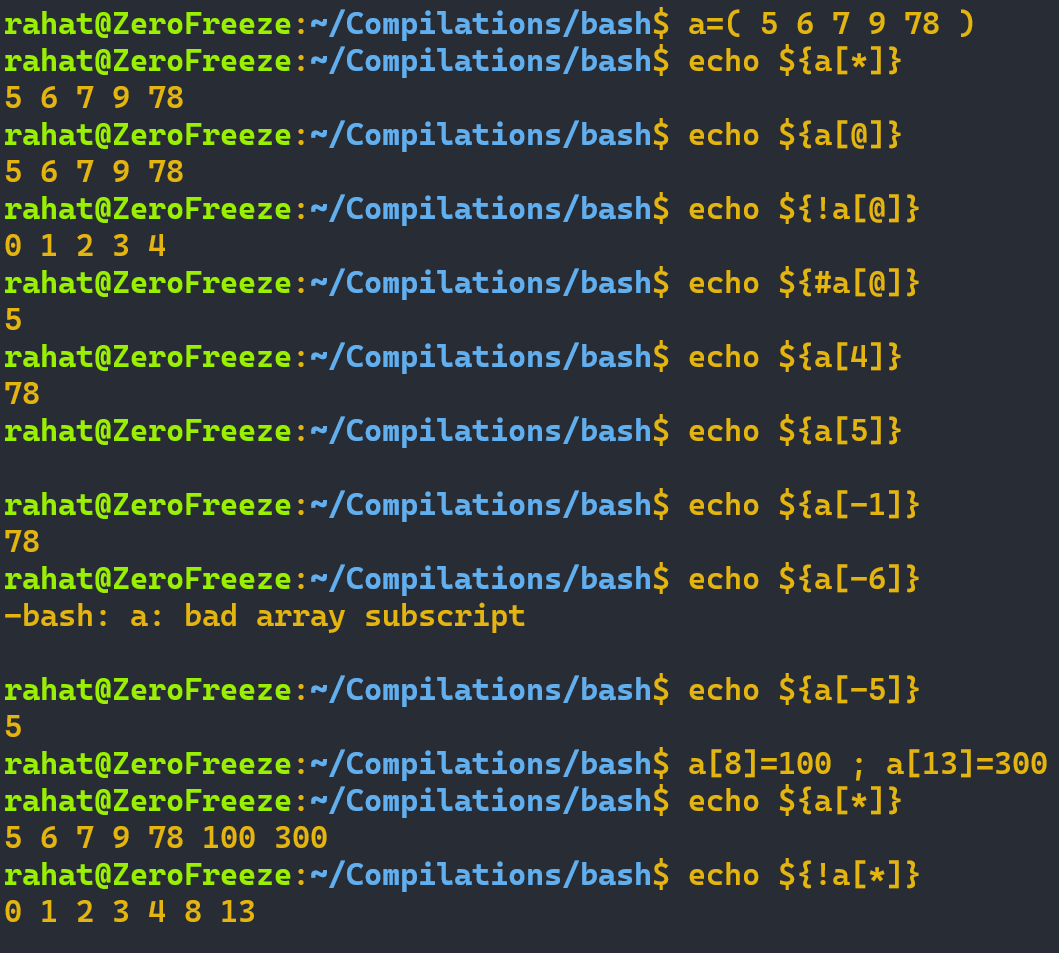 rahat@ZeroFreeze:~/Compilations/bash$ a=( 5 6 7 9 78 )
rahat@ZeroFreeze:~/Compilations/bash$ echo ${a[*]}
5 6 7 9 78
rahat@ZeroFreeze:~/Compilations/bash$ echo ${a[@]}
5 6 7 9 78
rahat@ZeroFreeze:~/Compilations/bash$ echo ${!a[@]}
0 1 2 3 4
rahat@ZeroFreeze:~/Compilations/bash$ echo ${#a[@]}
5
rahat@ZeroFreeze:~/Compilations/bash$ echo ${a[4]}
78
rahat@ZeroFreeze:~/Compilations/bash$ echo ${a[5]}

rahat@ZeroFreeze:~/Compilations/bash$ echo ${a[-1]}
78
rahat@ZeroFreeze:~/Compilations/bash$ echo ${a[-6]}
-bash: a: bad array subscript

rahat@ZeroFreeze:~/Compilations/bash$ echo ${a[-5]}
5
rahat@ZeroFreeze:~/Compilations/bash$ a[8]=100 ; a[13]=300
rahat@ZeroFreeze:~/Compilations/bash$ echo ${a[*]}
5 6 7 9 78 100 300
rahat@ZeroFreeze:~/Compilations/bash$ echo ${!a[*]}
0 1 2 3 4 8 13